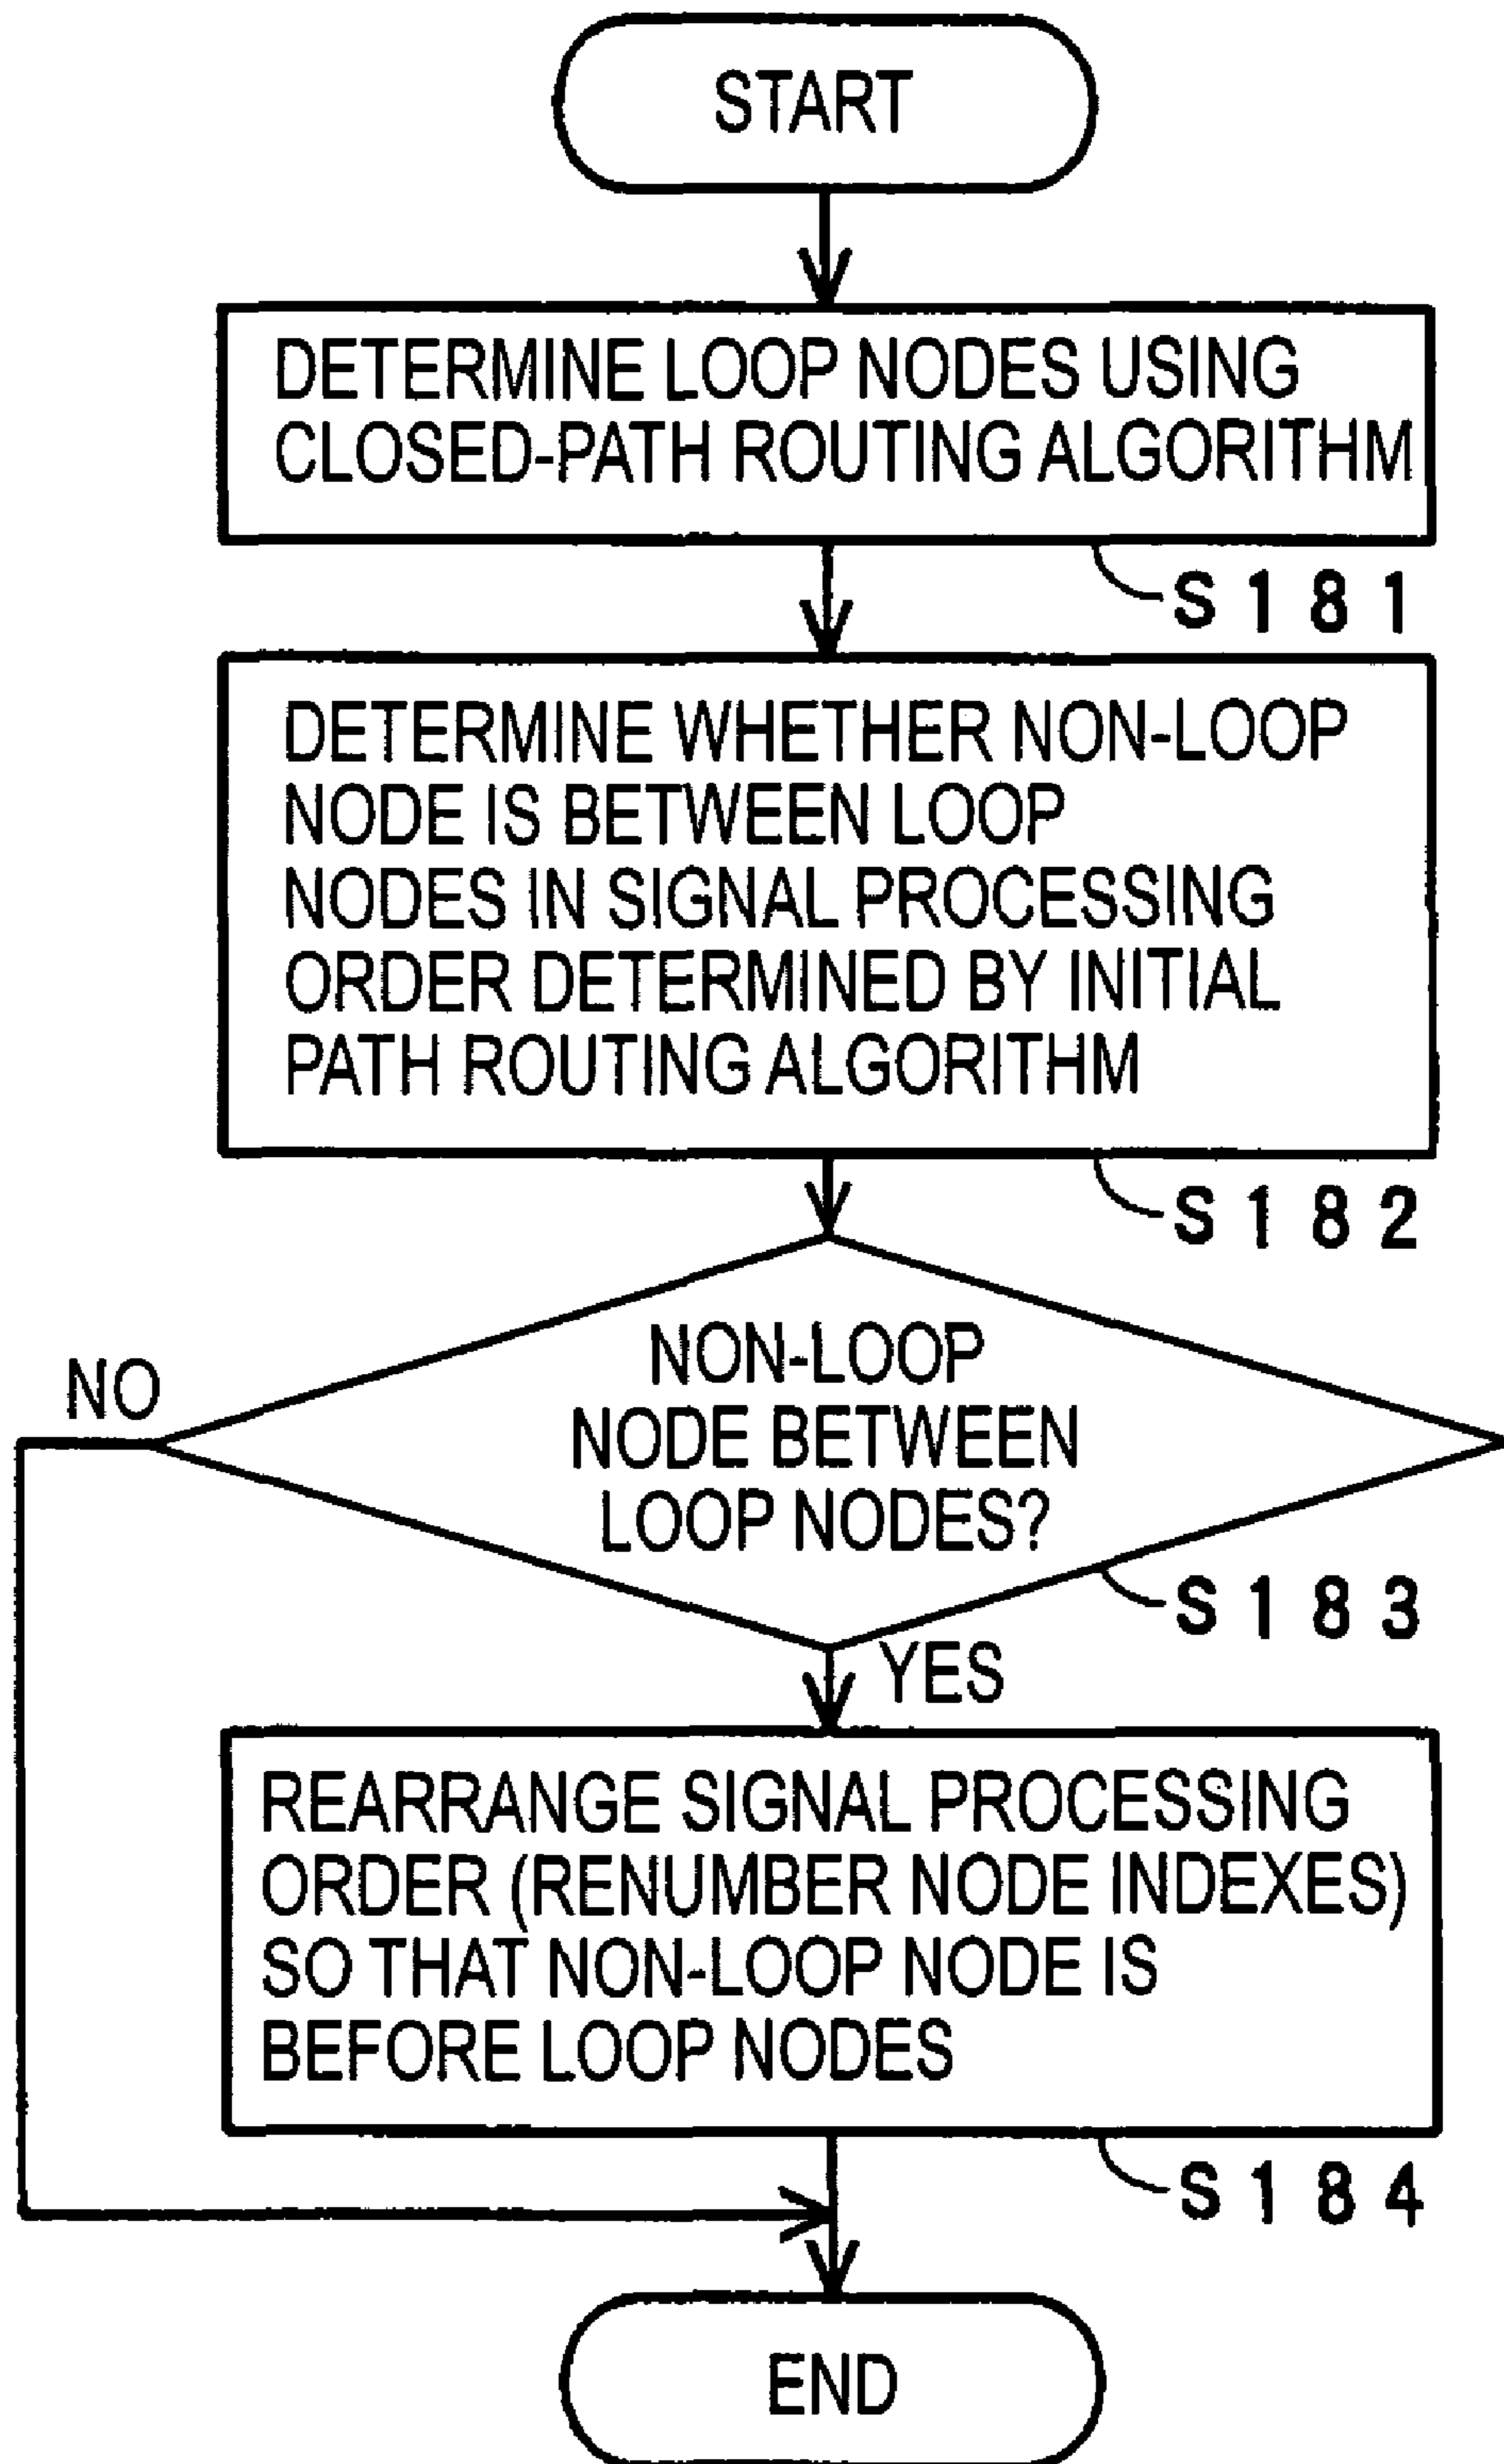 START
DETERMINE LOOP NODES USING
CLOSED-PATH ROUTING ALGORITHM
S181
DETERMINE WHETHER NON-LOOP
NODE IS BETWEEN LOOP
NODES IN SIGNAL PROCESSING
ORDER DETERMINED BY INITIAL
PATH ROUTING ALGORITHM
S182
NON-LOOP
NODE BETWEEN
LOOP NODES?
NO
S183
YES
REARRANGE SIGNAL PROCESSING
ORDER (RENUMBER NODE INDEXES)
SO THAT NON-LOOP NODE IS
BEFORE LOOP NODES
S184
END